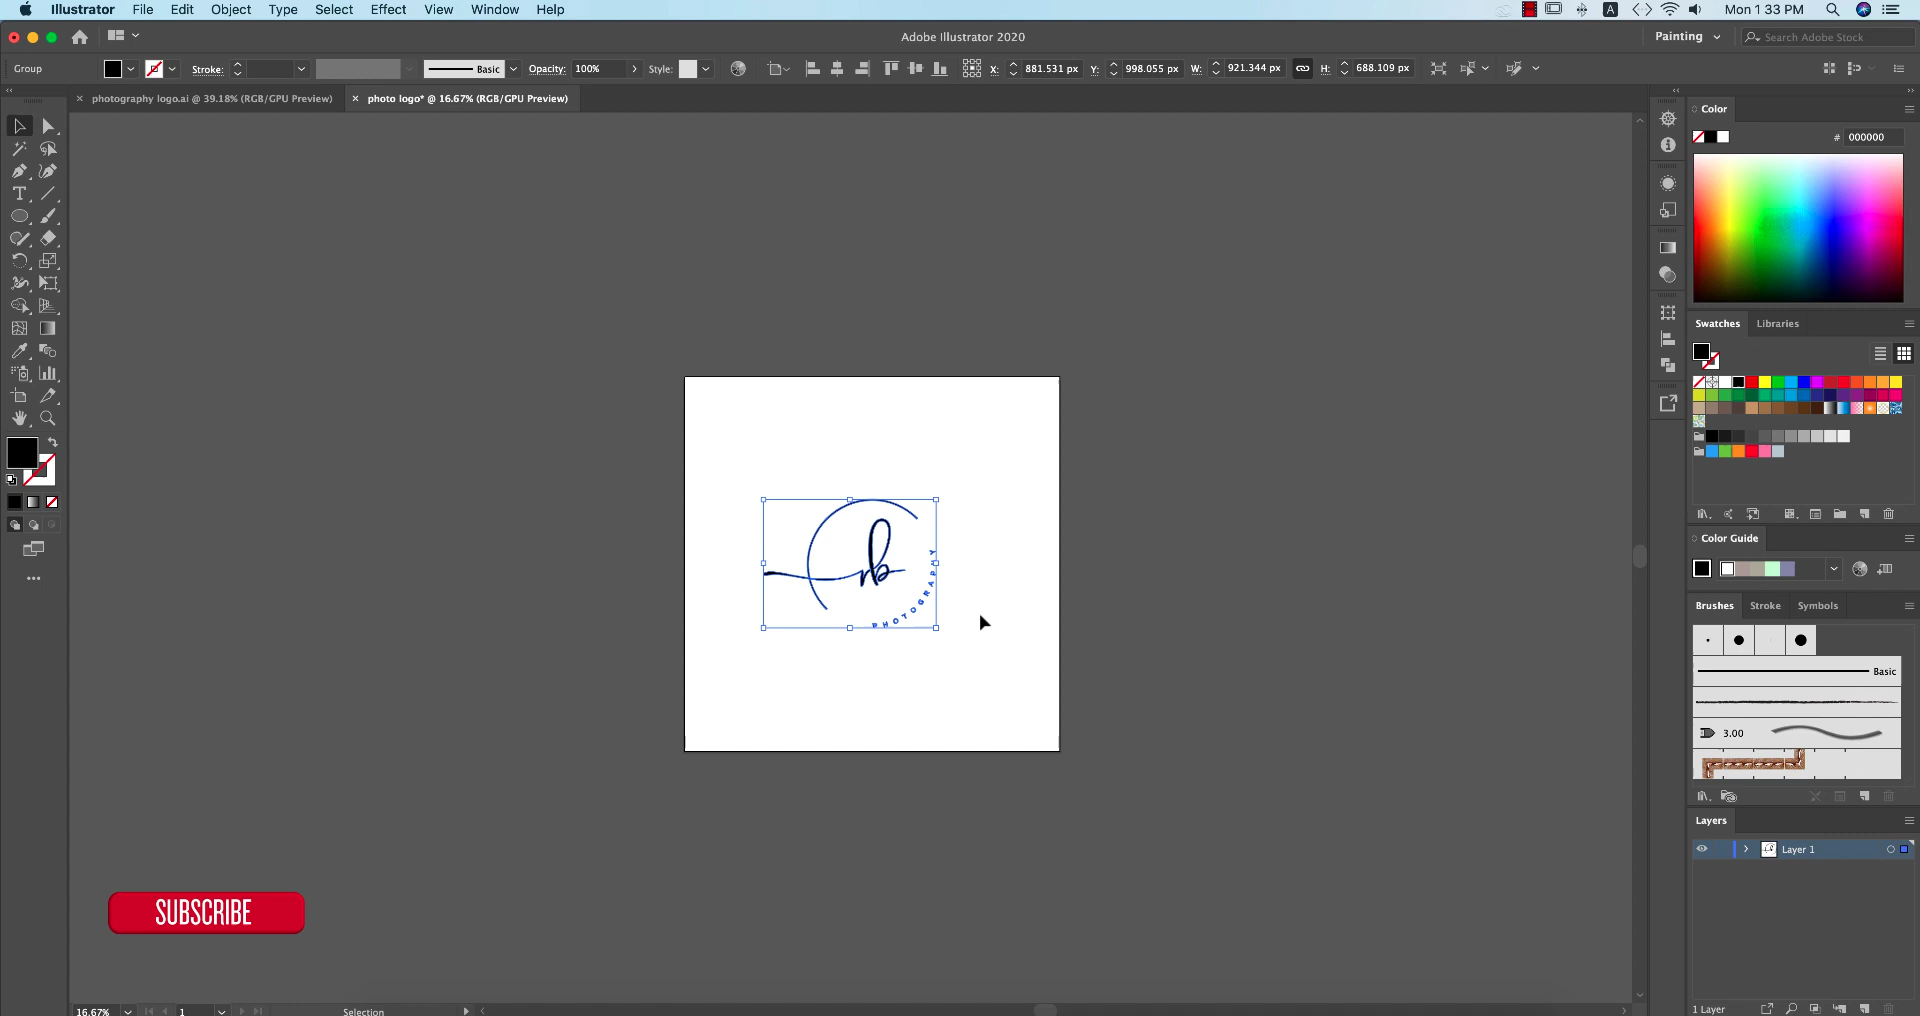 Illustrator File Edit Object Type Select Effect View Window Help
A Mon 1 33 PM
Adobe Illustrator 2020
Painting
Search Adobe Stock
Group Stroke: Basic Opacity: 100% Style: X: 881.531 px Y: 998.055 px W: 921.344 px H: 688.109 px
photography logo.ai @ 39.18% (RGB/GPU Preview)
photo logo* @ 16.67% (RGB/GPU Preview)
Color
# 000000
Swatches Libraries
Color Guide
rb
PHOTOGRAPHY
Brushes Stroke Symbols
Basic
3.00
Layers
Layer 1
SUBSCRIBE
16.67% 1 Selection
1 Layer